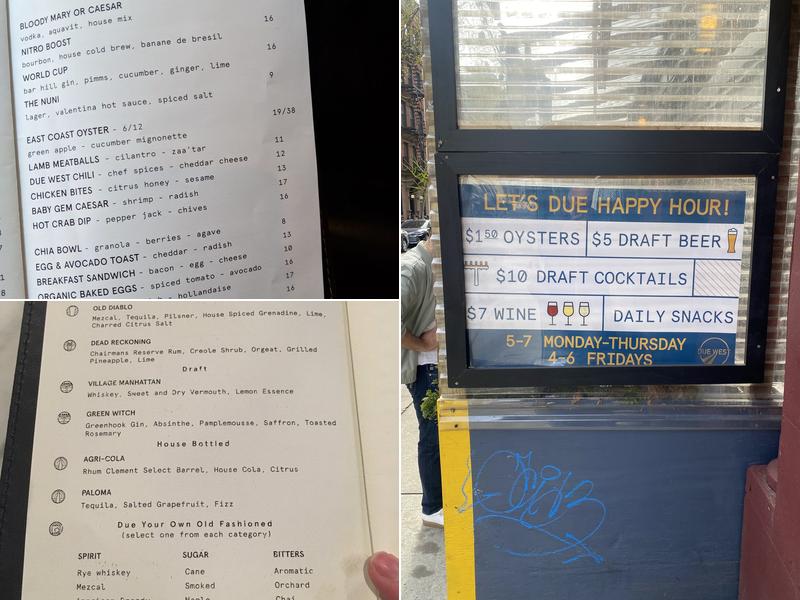 BLOODY MARY OR CAESAR
vodka, aquavit, house mix 16
NITRO BOOST
bourbon, house cold brew, banane de bresil 16
WORLD CUP
bar hill gin, pimms, cucumber, ginger, lime 9
THE NUNI
lager, valentina hot sauce, spiced salt
19/38
EAST COAST OYSTER - 6/12
green apple - cucumber mignonette 11
LAMB MEATBALLS - cilantro - zaa'tar 12
DUE WEST CHILI - chef spices - cheddar cheese 13
CHICKEN BITES - citrus honey - sesame 17
BABY GEM CAESAR - shrimp - radish 16
HOT CRAB DIP - pepper jack - chives
8
CHIA BOWL - granola - berries - agave 13
EGG & AVOCADO TOAST - cheddar - radish 10
BREAKFAST SANDWICH - bacon - egg - cheese 16
ORGANIC BAKED EGGS - spiced tomato - avocado 17
hollandaise 16
OLD DIABLO
Mezcal, Tequila, Pilsner, House Spiced Grenadine, Lime,
Charred Citrus Salt
DEAD RECKONING
Chairmans Reserve Rum, Creole Shrub, Orgeat, Grilled
Pineapple, Lime
Draft
VILLAGE MANHATTAN
Whiskey, Sweet and Dry Vermouth, Lemon Essence
GREEN WITCH
Greenhook Gin, Absinthe, Pamplemousse, Saffron, Toasted
Rosemary
House Bottled
AGRI-COLA
Rhum Clement Select Barrel, House Cola, Citrus
PALOMA
Tequila, Salted Grapefruit, Fizz
Due Your Own Old Fashioned
(select one from each category)
SPIRIT SUGAR BITTERS
Rye whiskey Cane Aromatic
Mezcal Smoked Orchard
LET'S DUE HAPPY HOUR!
$1⁵⁰ OYSTERS $5 DRAFT BEER
$10 DRAFT COCKTAILS
$7 WINE DAILY SNACKS
5-7 MONDAY-THURSDAY
4-6 FRIDAYS
DUE WEST